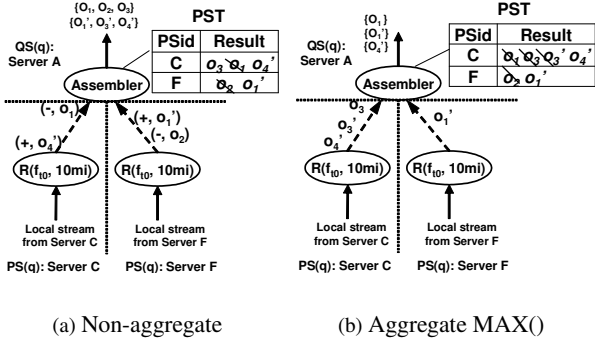 {O₁, O₂, O₃}
{O₁', O₃', O₄'}
PST
QS(q):
Server A
PSid Result
C o₃ o₁ o₄'
F o₂ o₁'
Assembler
(-, o₁)
(+, o₁')
(-, o₂)
(+, o₄')
R(fₜ₀, 10mi)
R(fₜ₀, 10mi)
Local stream
from Server C
Local stream
from Server F
PS(q): Server C
PS(q): Server F
(a) Non-aggregate
{O₁}
{O₁'}
{O₄'}
PST
QS(q):
Server A
PSid Result
C o₁ o₃ o₃' o₄'
F o₂ o₁'
Assembler
o₃
o₃'
o₄'
o₁'
R(fₜ₀, 10mi)
R(fₜ₀, 10mi)
Local stream
from Server C
Local stream
from Server F
PS(q): Server C
PS(q): Server F
(b) Aggregate MAX()